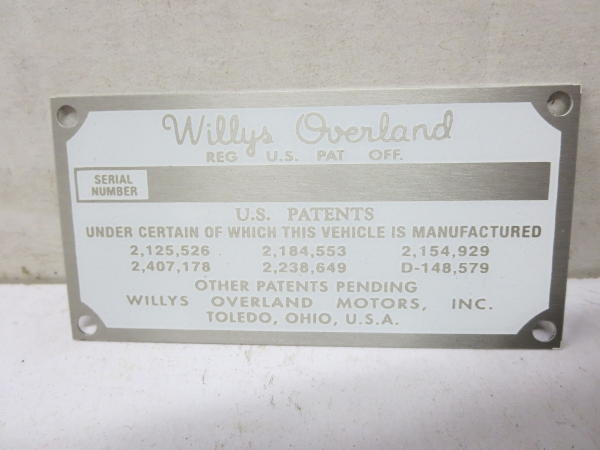 Willys Overland
REG U.S. PAT OFF.
SERIAL
NUMBER
U.S. PATENTS
UNDER CERTAIN OF WHICH THIS VEHICLE IS MANUFACTURED
2,125,526 2,184,553 2,154,929
2,407,178 2,238,649 D-148,579
OTHER PATENTS PENDING
WILLYS OVERLAND MOTORS, INC.
TOLEDO, OHIO, U.S.A.